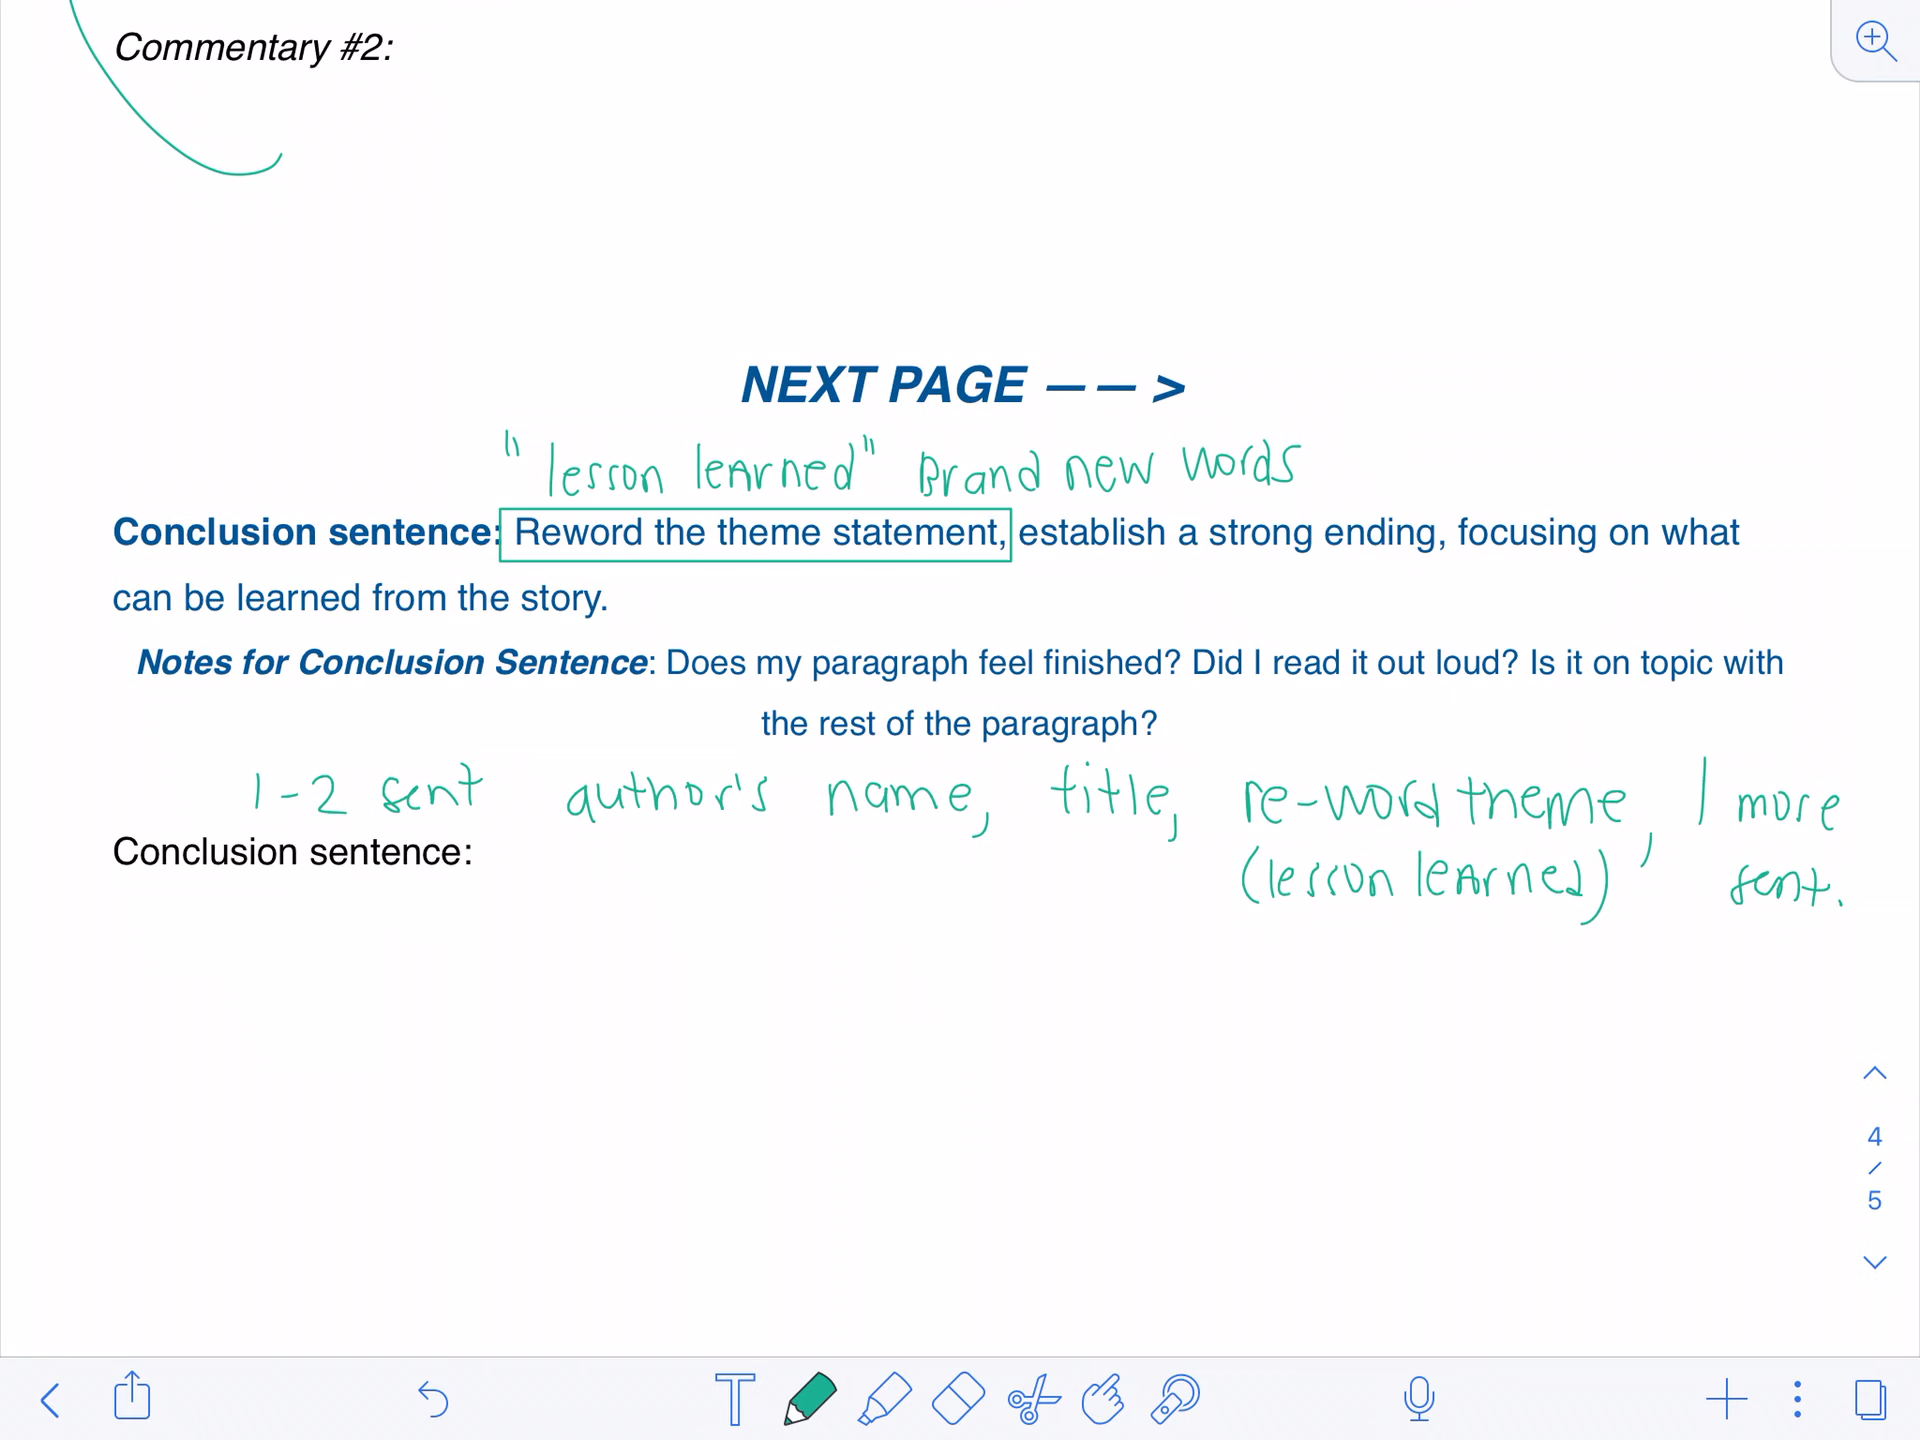 Commentary #2:
NEXT PAGE — — >
"lesson learned" Brand new words
Conclusion sentence: Reword the theme statement, establish a strong ending, focusing on what
can be learned from the story.
Notes for Conclusion Sentence: Does my paragraph feel finished? Did I read it out loud? Is it on topic with
the rest of the paragraph?
1-2 sent author's name, title, re-word theme, 1 more
(lesson learned) sent.
Conclusion sentence:
4
/
5